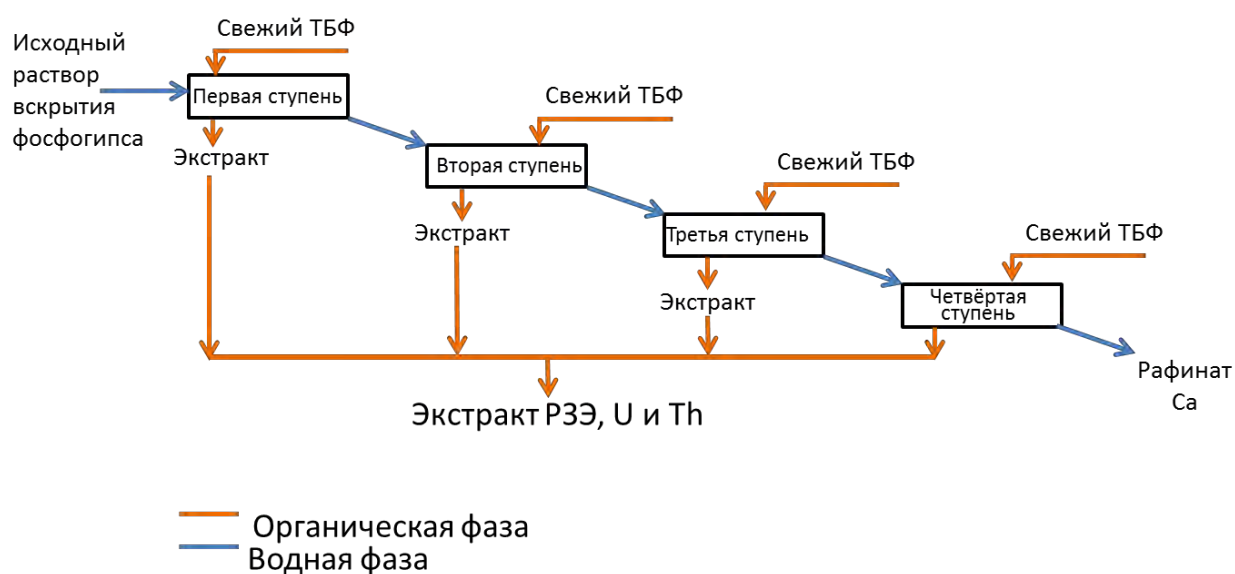 Свежий ТБФ
Исходный
раствор
вскрытия
фосфогипса
Первая ступень
Экстракт
Свежий ТБФ
Вторая ступень
Экстракт
Свежий ТБФ
Третья ступень
Экстракт
Свежий ТБФ
Четвёртая
ступень
Рафинат
Ca
Экстракт РЗЭ, U и Th
Органическая фаза
Водная фаза